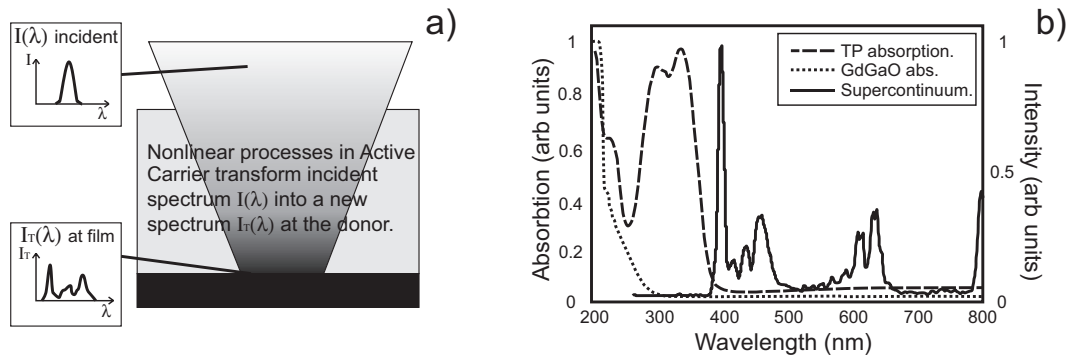 I(λ) incident
I
λ
a)
Nonlinear processes in Active
Carrier transform incident
spectrum I(λ) into a new
spectrum IT(λ) at the donor.
IT(λ) at film
IT
λ
b)
Absorbtion (arb units)
1
0.8
0.6
0.4
0.2
0
TP absorption.
GdGaO abs.
Supercontinuum.
1
0.5
0
Intensity (arb units)
200 300 400 500 600 700 800
Wavelength (nm)